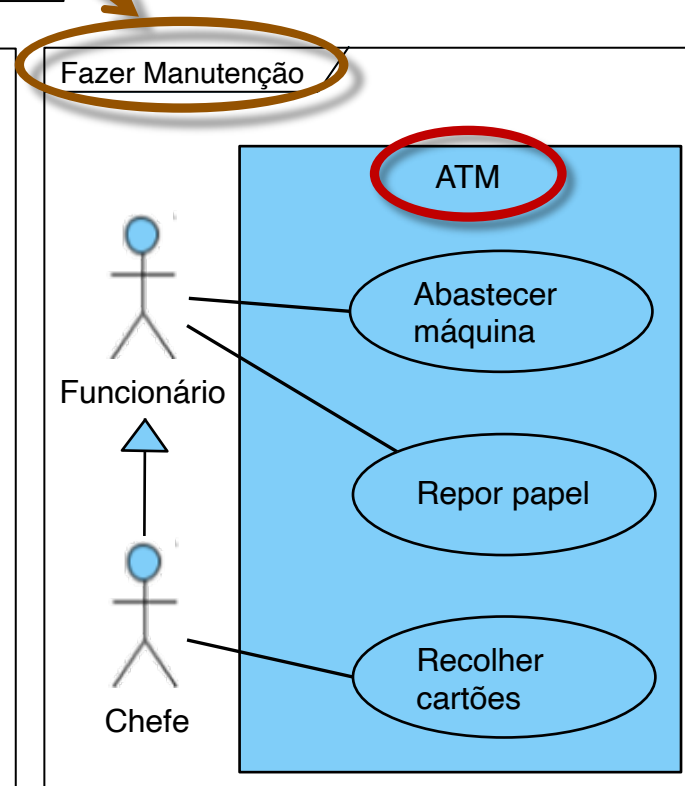 Fazer Manutenção
ATM
Abastecer
máquina
Funcionário
Repor papel
Recolher
cartões
Chefe